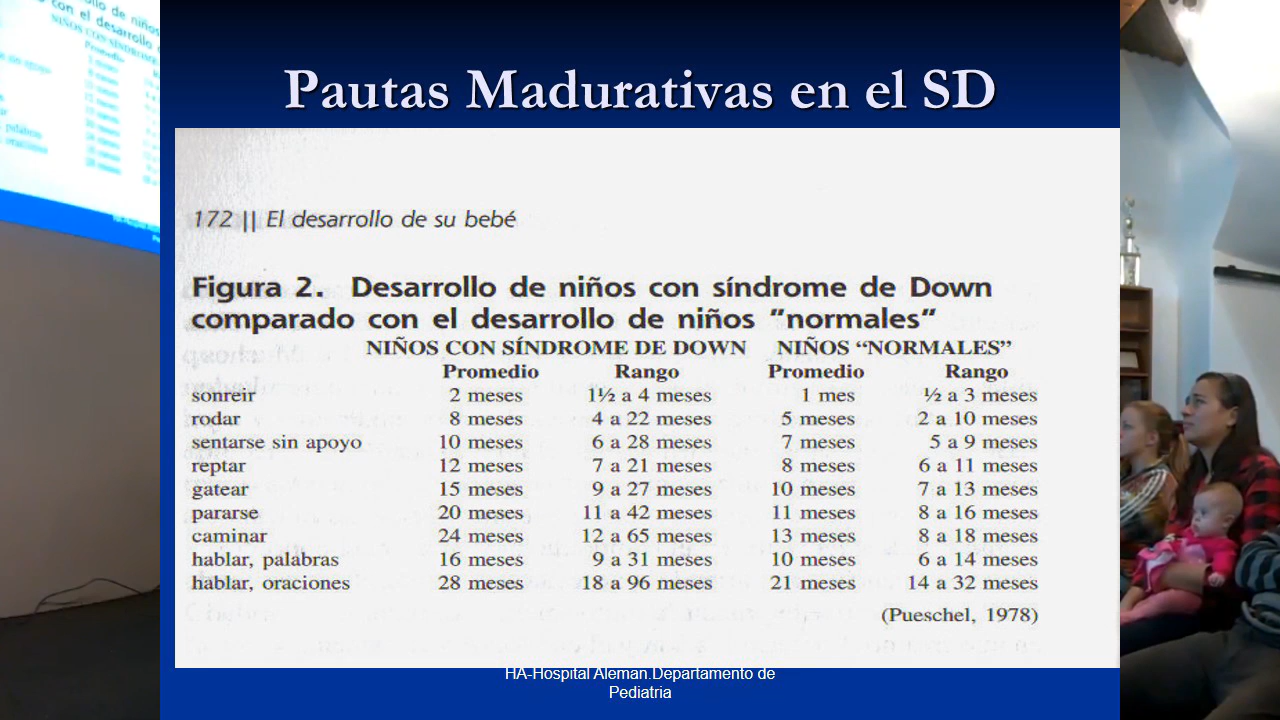 Pautas Madurativas en el SD
172 || El desarrollo de su bebé
Figura 2. Desarrollo de niños con síndrome de Down
comparado con el desarrollo de niños "normales"
NIÑOS CON SÍNDROME DE DOWN NIÑOS “NORMALES”
Promedio Rango Promedio Rango
sonreir 2 meses 1½ a 4 meses 1 mes ½ a 3 meses
rodar 8 meses 4 a 22 meses 5 meses 2 a 10 meses
sentarse sin apoyo 10 meses 6 a 28 meses 7 meses 5 a 9 meses
reptar 12 meses 7 a 21 meses 8 meses 6 a 11 meses
gatear 15 meses 9 a 27 meses 10 meses 7 a 13 meses
pararse 20 meses 11 a 42 meses 11 meses 8 a 16 meses
caminar 24 meses 12 a 65 meses 13 meses 8 a 18 meses
hablar, palabras 16 meses 9 a 31 meses 10 meses 6 a 14 meses
hablar, oraciones 28 meses 18 a 96 meses 21 meses 14 a 32 meses
(Pueschel, 1978)
HA-Hospital Aleman.Departamento de
Pediatria